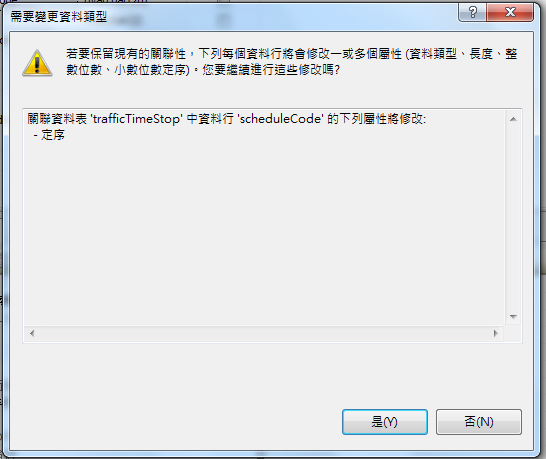 需要變更資料類型
若要保留現有的關聯性，下列每個資料行將會修改一或多個屬性 (資料類型、長度、整
數位數、小數位數定序)。您要繼續進行這些修改嗎?
關聯資料表 'trafficTimeStop' 中資料行 'scheduleCode' 的下列屬性將修改:
- 定序
是(Y)
否(N)